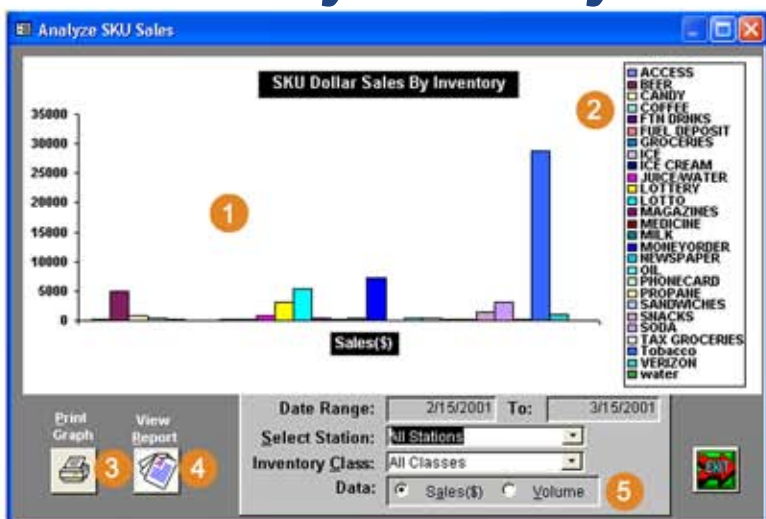 Analyze SKU Sales
SKU Dollar Sales By Inventory
35000
30000
25000
20000
15000
10000
5000
0
1
Sales($)
2
ACCESS
BEER
CANDY
COFFEE
FTN DRNKS
FUEL DEPOSIT
GROCERIES
ICE
ICE CREAM
JUICE/WATER
LOTTERY
LOTTO
MAGAZINES
MEDICINE
MILK
MONEYORDER
NEWSPAPER
OIL
PHONECARD
PROPANE
SANDWICHES
SNACKS
SODA
TAX GROCERIES
Tobacco
VERIZON
water
Print
Graph
3
View
Report
4
Date Range: 2/15/2001 To: 3/15/2001
Select Station: All Stations
Inventory Class: All Classes
Data: Sales($) Volume 5
EXIT